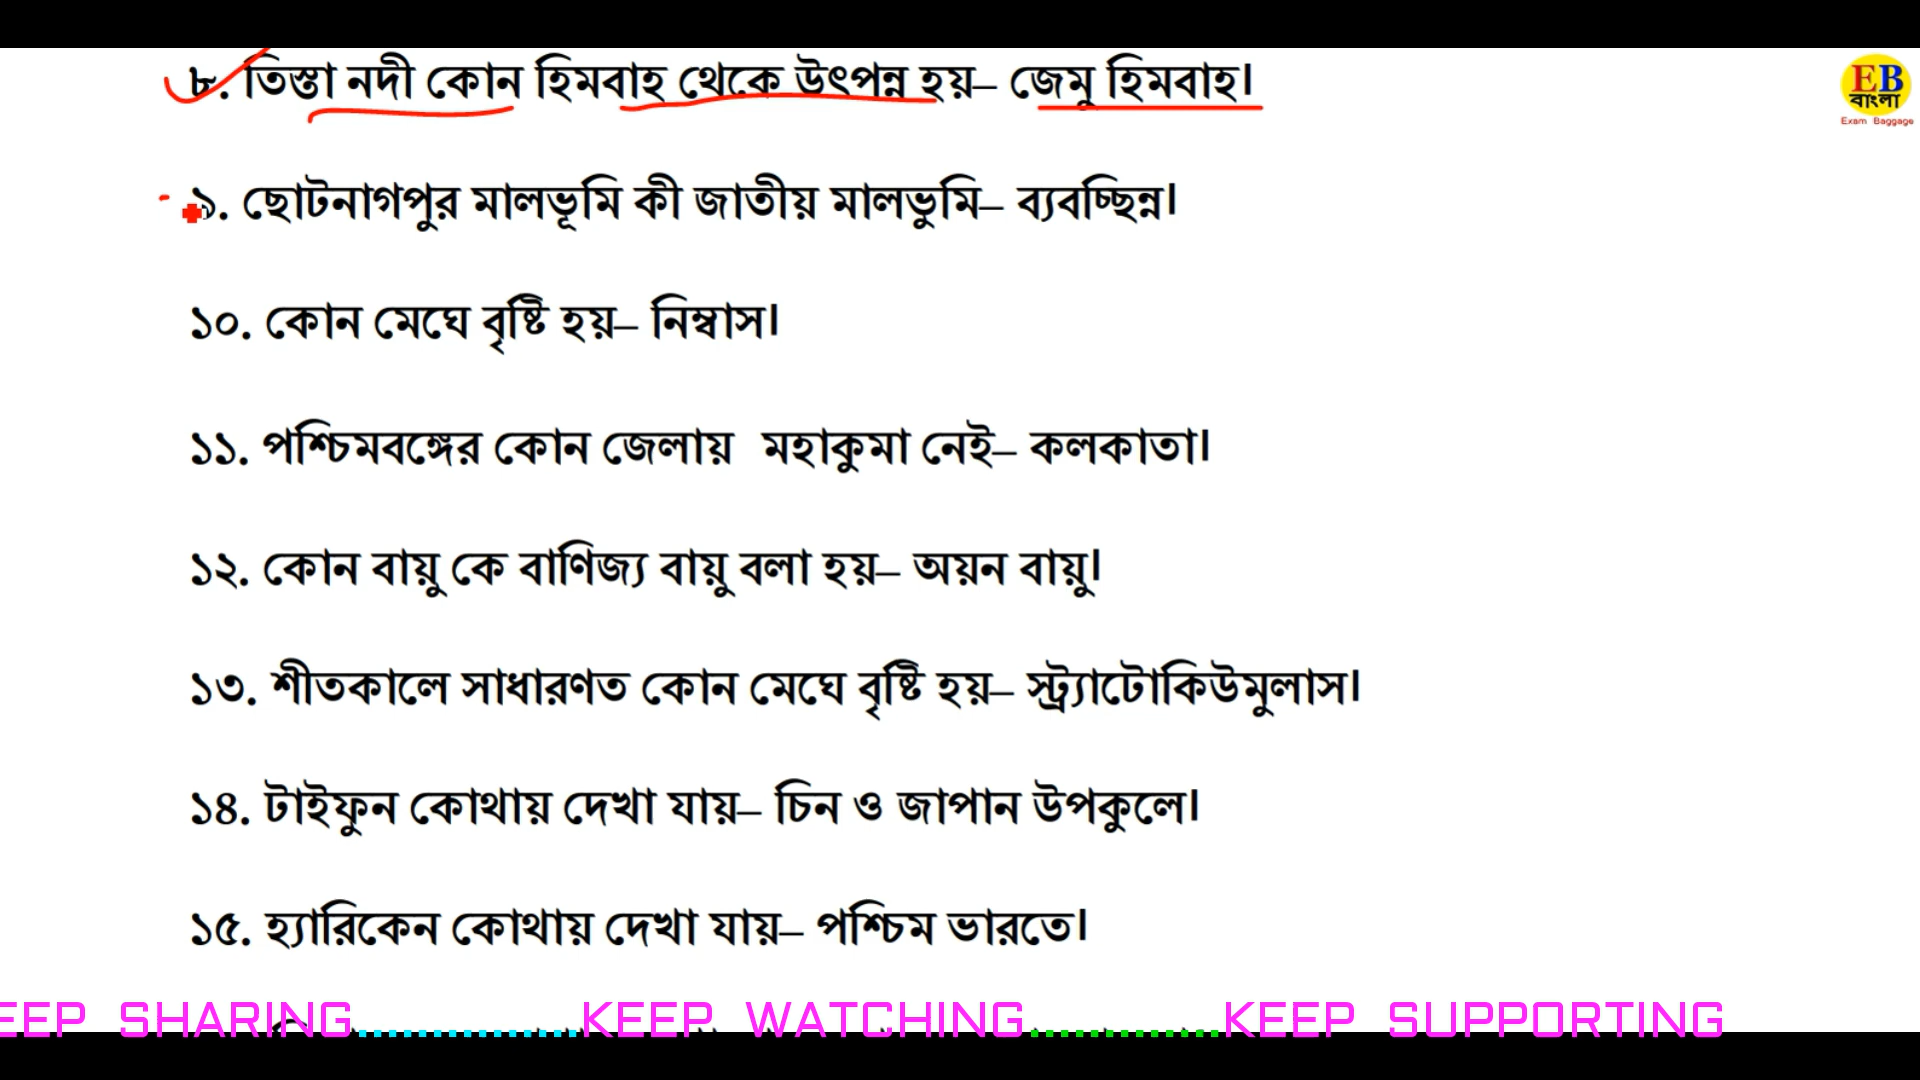 ৮. তিস্তা নদী কোন হিমবাহ থেকে উৎপন্ন হয়– জেমু হিমবাহ।
EB
বাংলা
Exam Baggage
৯. ছোটনাগপুর মালভূমি কী জাতীয় মালভুমি– ব্যবচ্ছিন্ন।
১০. কোন মেঘে বৃষ্টি হয়– নিম্বাস।
১১. পশ্চিমবঙ্গের কোন জেলায় মহাকুমা নেই– কলকাতা।
১২. কোন বায়ু কে বাণিজ্য বায়ু বলা হয়– অয়ন বায়ু।
১৩. শীতকালে সাধারণত কোন মেঘে বৃষ্টি হয়– স্ট্র্যাটোকিউমুলাস।
১৪. টাইফুন কোথায় দেখা যায়– চিন ও জাপান উপকুলে।
১৫. হ্যারিকেন কোথায় দেখা যায়– পশ্চিম ভারতে।
EEP SHARING....................KEEP WATCHING.................KEEP SUPPORTING